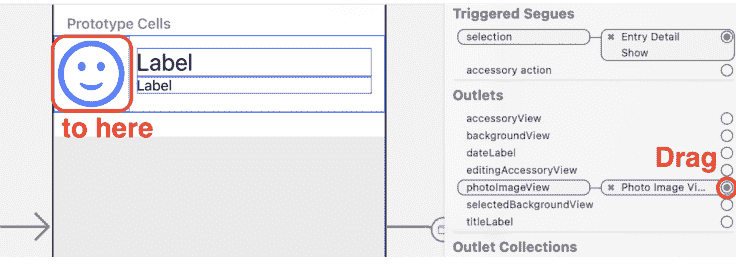 Prototype Cells
Label
Label
to here
Triggered Segues
selection
Entry Detail
Show
accessory action
Outlets
accessoryView
backgroundView
dateLabel
Drag
editingAccessoryView
photoImageView
Photo Image Vi...
selectedBackgroundView
titleLabel
Outlet Collections